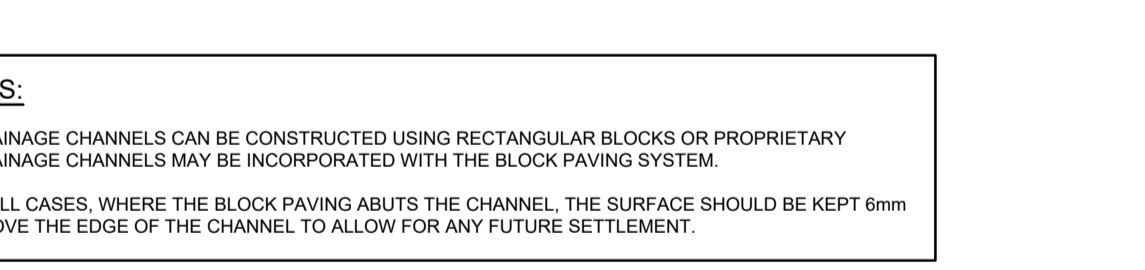 S:
AINAGE CHANNELS CAN BE CONSTRUCTED USING RECTANGULAR BLOCKS OR PROPRIETARY
AINAGE CHANNELS MAY BE INCORPORATED WITH THE BLOCK PAVING SYSTEM.
LL CASES, WHERE THE BLOCK PAVING ABUTS THE CHANNEL, THE SURFACE SHOULD BE KEPT 6mm
OVE THE EDGE OF THE CHANNEL TO ALLOW FOR ANY FUTURE SETTLEMENT.